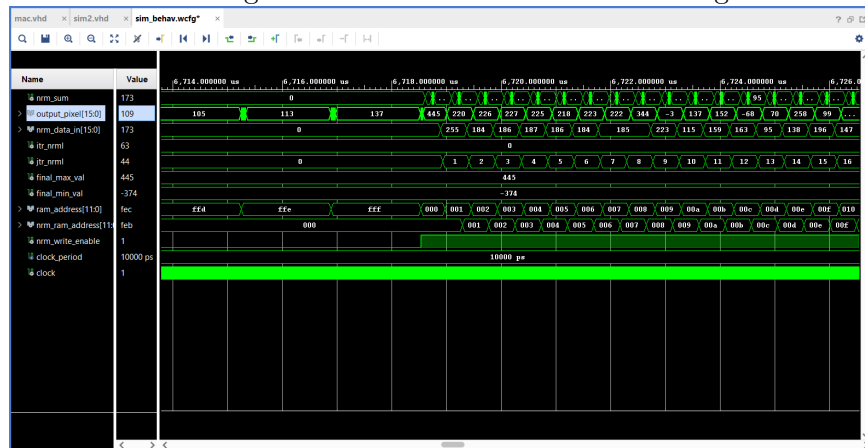 mac.vhd × sim2.vhd × sim_behav.wcfg* ×
Name Value 6,714.000000 us 6,716.000000 us 6,718.000000 us 6,720.000000 us 6,722.000000 us 6,724.000000 us 6,726.0
nrm_sum 173 0 .. .. .. .. .. .. .. .. .. .. .. .. 95 .. .. ..
output_pixel[15:0] 109 105 113 137 445 220 226 227 225 218 223 222 344 -3 137 152 -68 70 258 99 ...
nrm_data_in[15:0] 173 0 255 184 186 187 186 184 185 223 115 159 163 95 138 196 147
itr_nrml 63 0
jtr_nrml 44 0 1 2 3 4 5 6 7 8 9 10 11 12 13 14 15 16
final_max_val 445 445
final_min_val -374 -374
ram_address[11:0] fec ffd ffe fff 000 001 002 003 004 005 006 007 008 009 00a 00b 00c 00d 00e 00f 010
nrm_ram_address[11:0 feb 000 001 002 003 004 005 006 007 008 009 00a 00b 00c 00d 00e 00f
nrm_write_enable 1
clock_period 10000 ps 10000 ps
clock 1